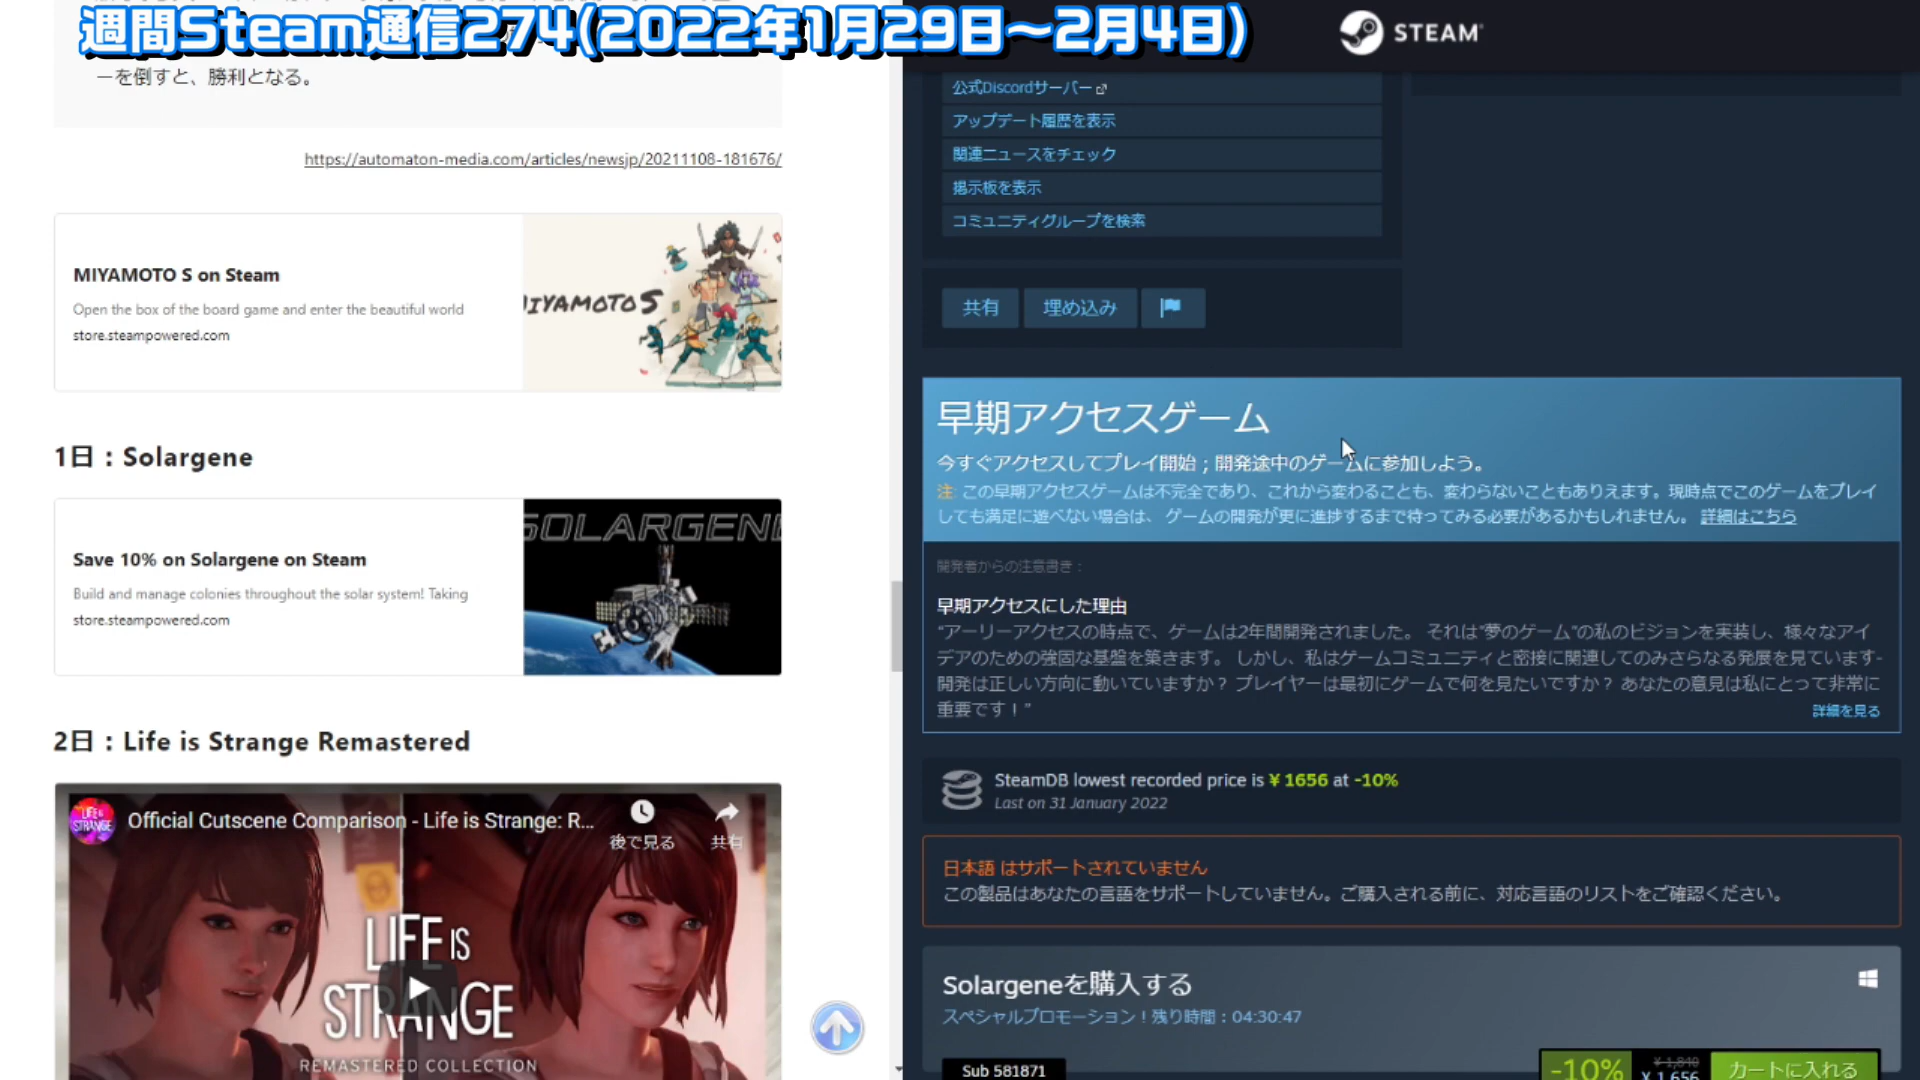 週間Steam通信274(2022年1月29日～2月4日)
ーを倒すと、勝利となる。
https://automaton-media.com/articles/newsjp/20211108-181676/
MIYAMOTO S on Steam
Open the box of the board game and enter the beautiful world
store.steampowered.com
MIYAMOTO S
1日：Solargene
Save 10% on Solargene on Steam
Build and manage colonies throughout the solar system! Taking
store.steampowered.com
SOLARGENE
2日：Life is Strange Remastered
LIFE IS STRANGE
Official Cutscene Comparison - Life is Strange: R...
後で見る
共有
LIFE IS
STRANGE
REMASTERED COLLECTION
STEAM
公式Discordサーバー
アップデート履歴を表示
関連ニュースをチェック
掲示板を表示
コミュニティグループを検索
共有
埋め込み
早期アクセスゲーム
今すぐアクセスしてプレイ開始；開発途中のゲームに参加しよう。
注: この早期アクセスゲームは不完全であり、これから変わることも、変わらないこともありえます。現時点でこのゲームをプレイ
しても満足に遊べない場合は、 ゲームの開発が更に進捗するまで待ってみる必要があるかもしれません。 詳細はこちら
開発者からの注意書き：
早期アクセスにした理由
“アーリーアクセスの時点で、ゲームは2年間開発されました。 それは“夢のゲーム”の私のビジョンを実装し、様々なアイ
デアのための強固な基盤を築きます。 しかし、私はゲームコミュニティと密接に関連してのみさらなる発展を見ています-
開発は正しい方向に動いていますか？ プレイヤーは最初にゲームで何を見たいですか？ あなたの意見は私にとって非常に
重要です！”
詳細を見る
SteamDB lowest recorded price is ¥ 1656 at -10%
Last on 31 January 2022
日本語 はサポートされていません
この製品はあなたの言語をサポートしていません。ご購入される前に、対応言語のリストをご確認ください。
Solargeneを購入する
スペシャルプロモーション！残り時間：04:30:47
Sub 581871
-10%
¥ 1,840
¥ 1,656
カートに入れる